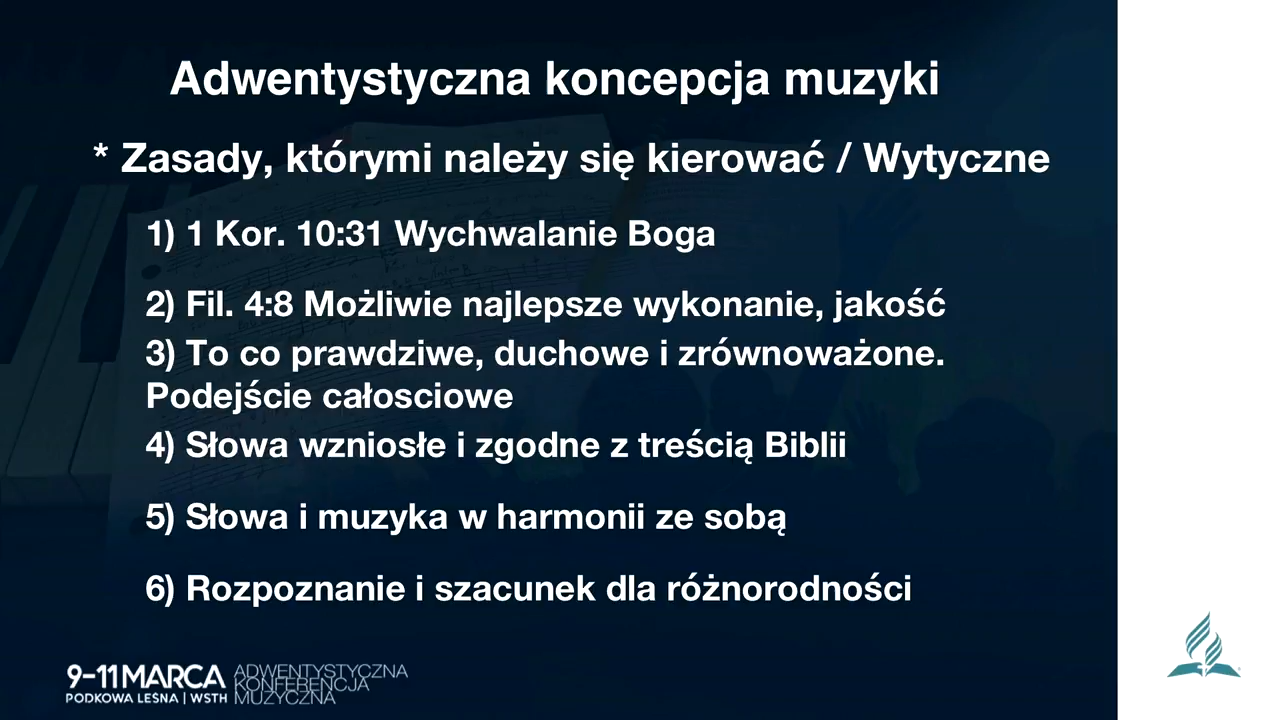 Adwentystyczna koncepcja muzyki
* Zasady, którymi należy się kierować / Wytyczne
1) 1 Kor. 10:31 Wychwalanie Boga
2) Fil. 4:8 Możliwie najlepsze wykonanie, jakość
3) To co prawdziwe, duchowe i zrównoważone.
Podejście całosciowe
4) Słowa wzniosłe i zgodne z treścią Biblii
5) Słowa i muzyka w harmonii ze sobą
6) Rozpoznanie i szacunek dla różnorodności
9-11 MARCA
PODKOWA LEŚNA | WSTH
ADWENTYSTYCZNA
KONFERENCJA
MUZYCZNA